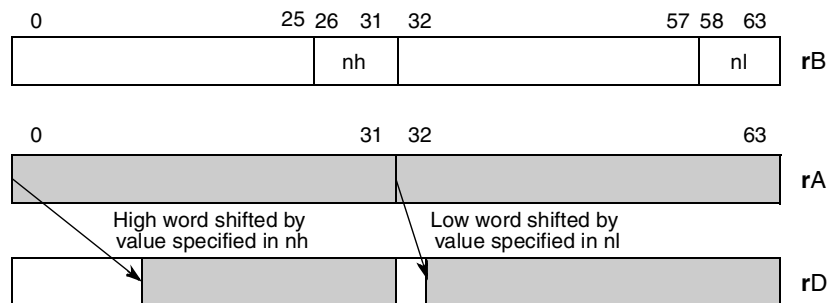 0 25 26 31 32 57 58 63
nh nl rB
0 31 32 63
rA
High word shifted by
value specified in nh
Low word shifted by
value specified in nl
rD